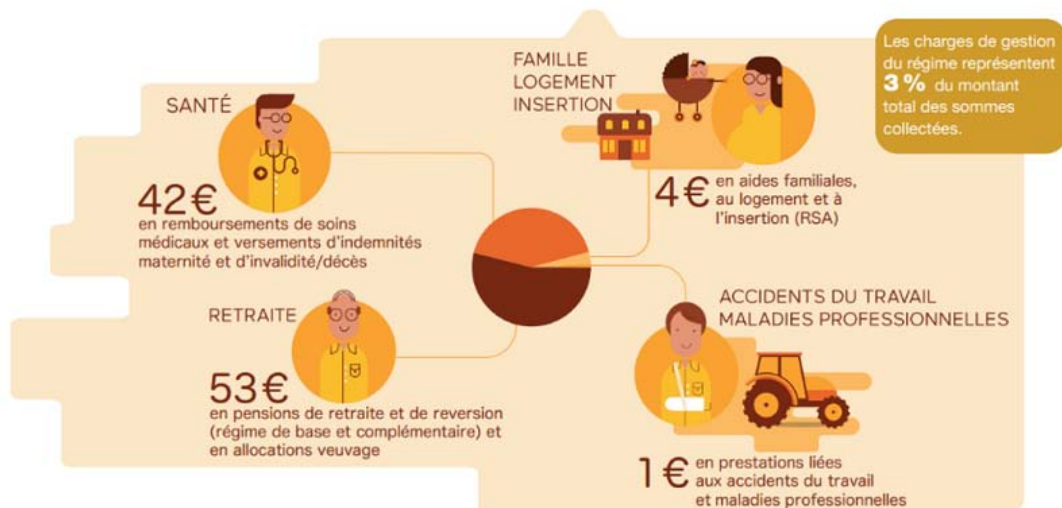 SANTÉ
42€
en remboursements de soins
médicaux et versements d'indemnités
maternité et d'invalidité/décès
FAMILLE
LOGEMENT
INSERTION
4€
en aides familiales,
au logement et à
l'insertion (RSA)
Les charges de gestion
du régime représentent
3% du montant
total des sommes
collectées.
RETRAITE
53€
en pensions de retraite et de reversion
(régime de base et complémentaire) et
en allocations veuvage
ACCIDENTS DU TRAVAIL
MALADIES PROFESSIONNELLES
1€
en prestations liées
aux accidents du travail
et maladies professionnelles